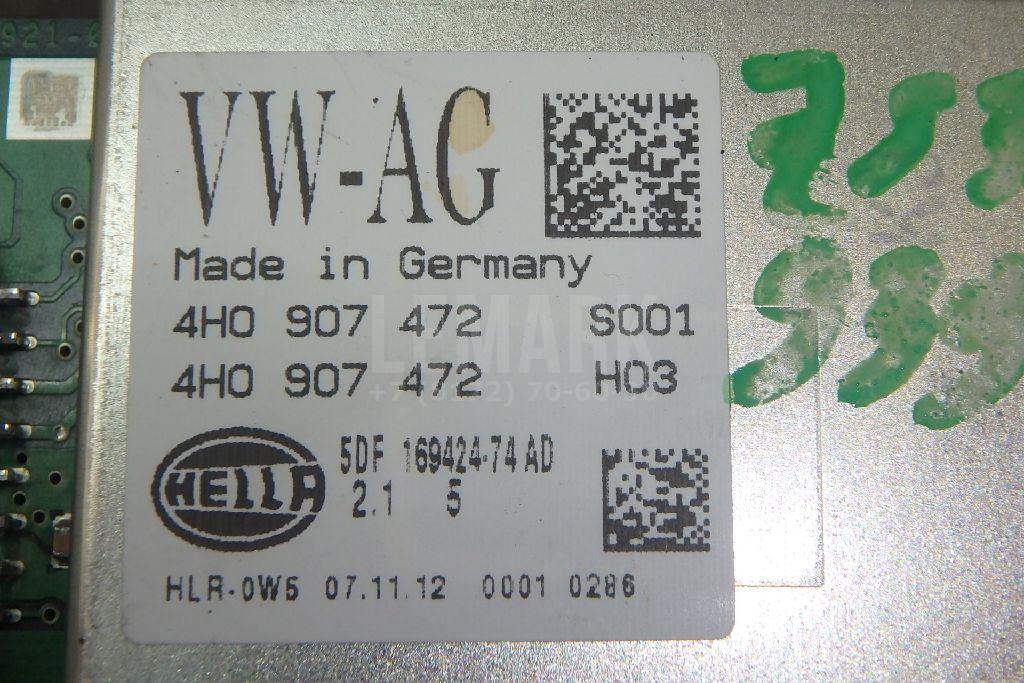 VW-AG
Made in Germany
4H0 907 472 S001
4H0 907 472 H03
HELLA
5DF 169424-74 AD
2.1 5
HLR-0W5 07.11.12 0001 0286